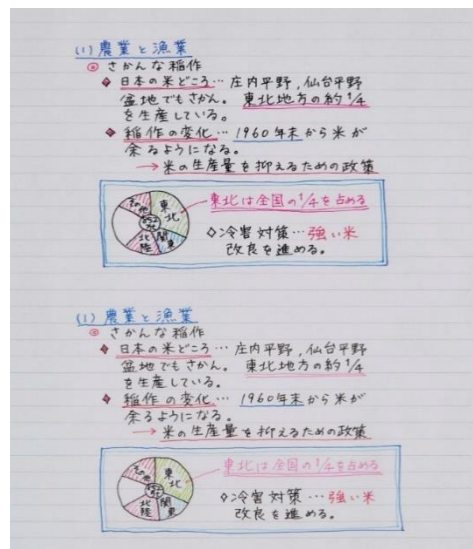 (1) 農業と漁業
◎ さかんな稲作
◆ 日本の米どころ… 庄内平野, 仙台平野
盆地でもさかん。 東北地方の約1/4
を生産している。
◆ 稲作の変化… 1960年末から米が
余るようになる。
→ 米の生産量を抑えるための政策
その他
東北
関東
北陸
東北は全国の1/4を占める
◇冷害対策…強い米
改良を進める。
(1) 農業と漁業
◎ さかんな稲作
◆ 日本の米どころ… 庄内平野, 仙台平野
盆地でもさかん。 東北地方の約1/4
を生産している。
◆ 稲作の変化… 1960年末から米が
余るようになる。
→ 米の生産量を抑えるための政策
その他
東北
関東
北陸
東北は全国の1/4を占める
◇冷害対策…強い米
改良を進める。